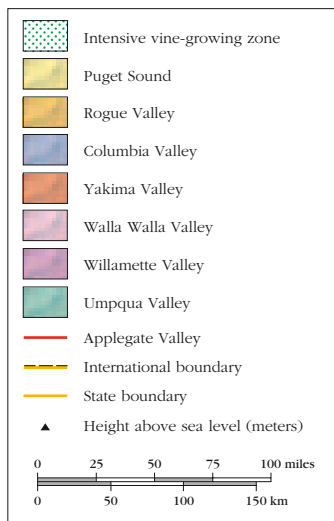 Intensive vine-growing zone
Puget Sound
Rogue Valley
Columbia Valley
Yakima Valley
Walla Walla Valley
Willamette Valley
Umpqua Valley
Applegate Valley
International boundary
State boundary
Height above sea level (meters)
0 25 50 75 100 miles
0 50 100 150 km